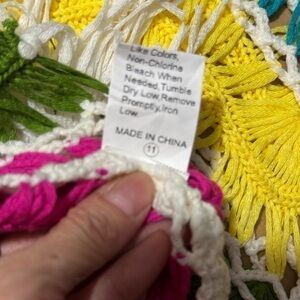 Like Colors,
Non-Chlorine
Bleach When
Needed,Tumble
Dry Low,Remove
Promptly,Iron
Low
MADE IN CHINA
11